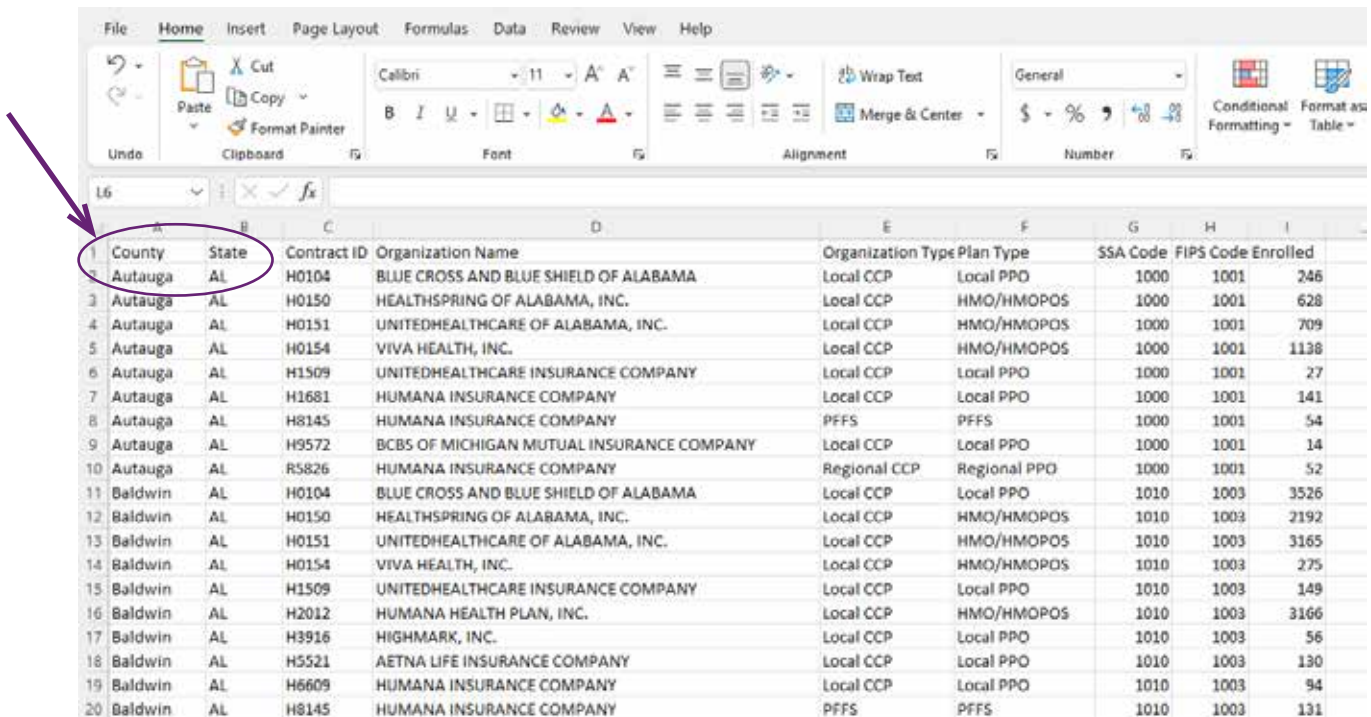 File Home Insert Page Layout Formulas Data Review View Help
Cut
Copy
Format Painter
Paste
Calibri 11 A A
B I U A
Wrap Text
Merge & Center
General
$ %
Conditional Formatting
Format as
Table
Undo Clipboard Font Alignment Number
L6 fx
A B C D E F G H I
1 County State Contract ID Organization Name Organization Type Plan Type SSA Code FIPS Code Enrolled
2 Autauga AL H0104 BLUE CROSS AND BLUE SHIELD OF ALABAMA Local CCP Local PPO 1000 1001 246
3 Autauga AL H0150 HEALTHSPRING OF ALABAMA, INC. Local CCP HMO/HMOPOS 1000 1001 628
4 Autauga AL H0151 UNITEDHEALTHCARE OF ALABAMA, INC. Local CCP HMO/HMOPOS 1000 1001 709
5 Autauga AL H0154 VIVA HEALTH, INC. Local CCP HMO/HMOPOS 1000 1001 1138
6 Autauga AL H1509 UNITEDHEALTHCARE INSURANCE COMPANY Local CCP Local PPO 1000 1001 27
7 Autauga AL H1681 HUMANA INSURANCE COMPANY Local CCP Local PPO 1000 1001 141
8 Autauga AL H8145 HUMANA INSURANCE COMPANY PFFS PFFS 1000 1001 54
9 Autauga AL H9572 BCBS OF MICHIGAN MUTUAL INSURANCE COMPANY Local CCP Local PPO 1000 1001 14
10 Autauga AL R5826 HUMANA INSURANCE COMPANY Regional CCP Regional PPO 1000 1001 52
11 Baldwin AL H0104 BLUE CROSS AND BLUE SHIELD OF ALABAMA Local CCP Local PPO 1010 1003 3526
12 Baldwin AL H0150 HEALTHSPRING OF ALABAMA, INC. Local CCP HMO/HMOPOS 1010 1003 2192
13 Baldwin AL H0151 UNITEDHEALTHCARE OF ALABAMA, INC. Local CCP HMO/HMOPOS 1010 1003 3165
14 Baldwin AL H0154 VIVA HEALTH, INC. Local CCP HMO/HMOPOS 1010 1003 275
15 Baldwin AL H1509 UNITEDHEALTHCARE INSURANCE COMPANY Local CCP Local PPO 1010 1003 149
16 Baldwin AL H2012 HUMANA HEALTH PLAN, INC. Local CCP HMO/HMOPOS 1010 1003 3166
17 Baldwin AL H3916 HIGHMARK, INC. Local CCP Local PPO 1010 1003 56
18 Baldwin AL H5521 AETNA LIFE INSURANCE COMPANY Local CCP Local PPO 1010 1003 130
19 Baldwin AL H6609 HUMANA INSURANCE COMPANY Local CCP Local PPO 1010 1003 94
20 Baldwin AL H8145 HUMANA INSURANCE COMPANY PFFS PFFS 1010 1003 131